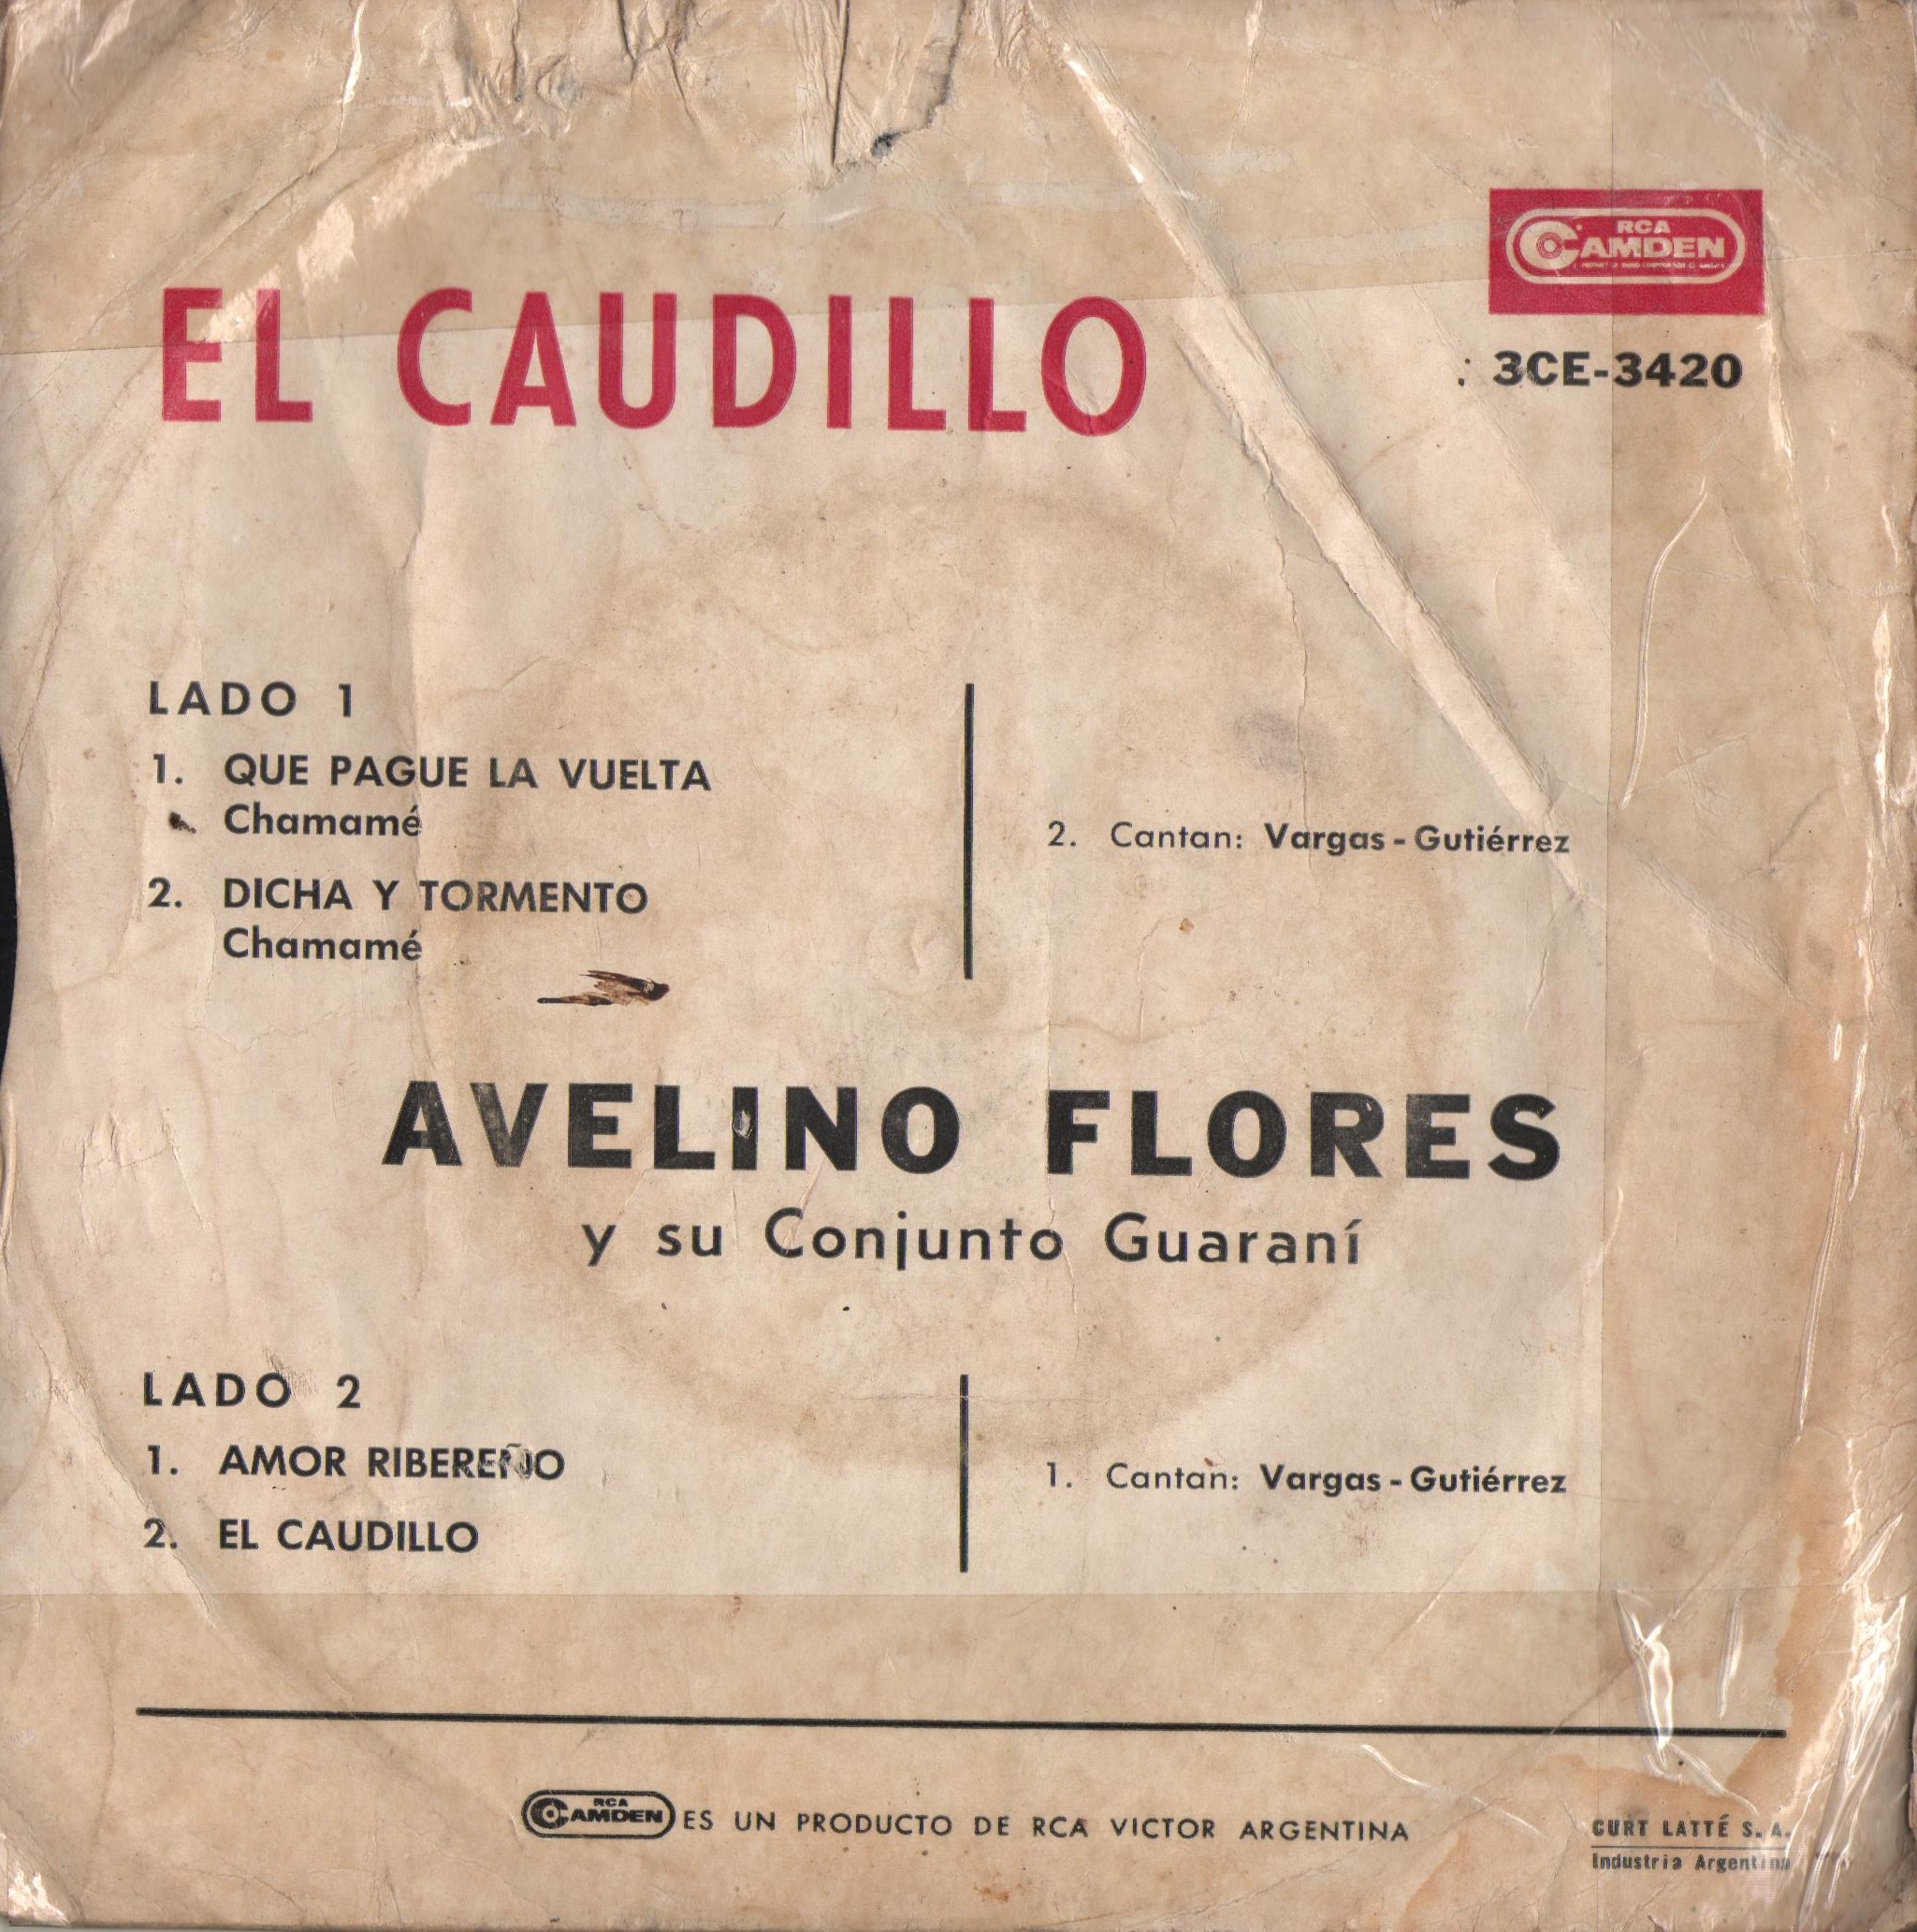 RCA
CAMDEN
EL CAUDILLO
3CE-3420
LADO 1
1. QUE PAGUE LA VUELTA
Chamamé
2. DICHA Y TORMENTO
Chamamé
2. Cantan: Vargas - Gutiérrez
AVELINO FLORES
y su Conjunto Guaraní
LADO 2
1. AMOR RIBEREÑO
2. EL CAUDILLO
1. Cantan: Vargas - Gutiérrez
RCA
CAMDEN ES UN PRODUCTO DE RCA VICTOR ARGENTINA
CURT LATTÉ S. A.
Industria Argentina